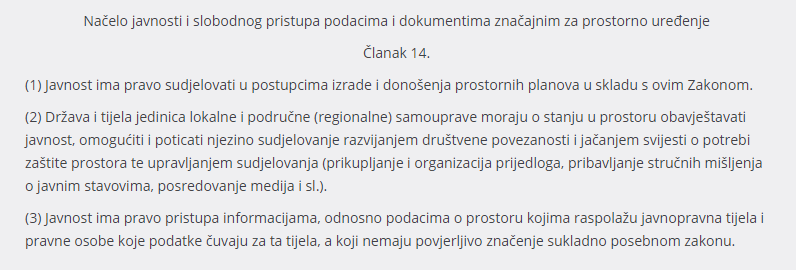 Načelo javnosti i slobodnog pristupa podacima i dokumentima značajnim za prostorno uređenje
Članak 14.
(1) Javnost ima pravo sudjelovati u postupcima izrade i donošenja prostornih planova u skladu s ovim Zakonom.
(2) Država i tijela jedinica lokalne i područne (regionalne) samouprave moraju o stanju u prostoru obavještavati
javnost, omogućiti i poticati njezino sudjelovanje razvijanjem društvene povezanosti i jačanjem svijesti o potrebi
zaštite prostora te upravljanjem sudjelovanja (prikupljanje i organizacija prijedloga, pribavljanje stručnih mišljenja
o javnim stavovima, posredovanje medija i sl.).
(3) Javnost ima pravo pristupa informacijama, odnosno podacima o prostoru kojima raspolažu javnopravna tijela i
pravne osobe koje podatke čuvaju za ta tijela, a koji nemaju povjerljivo značenje sukladno posebnom zakonu.